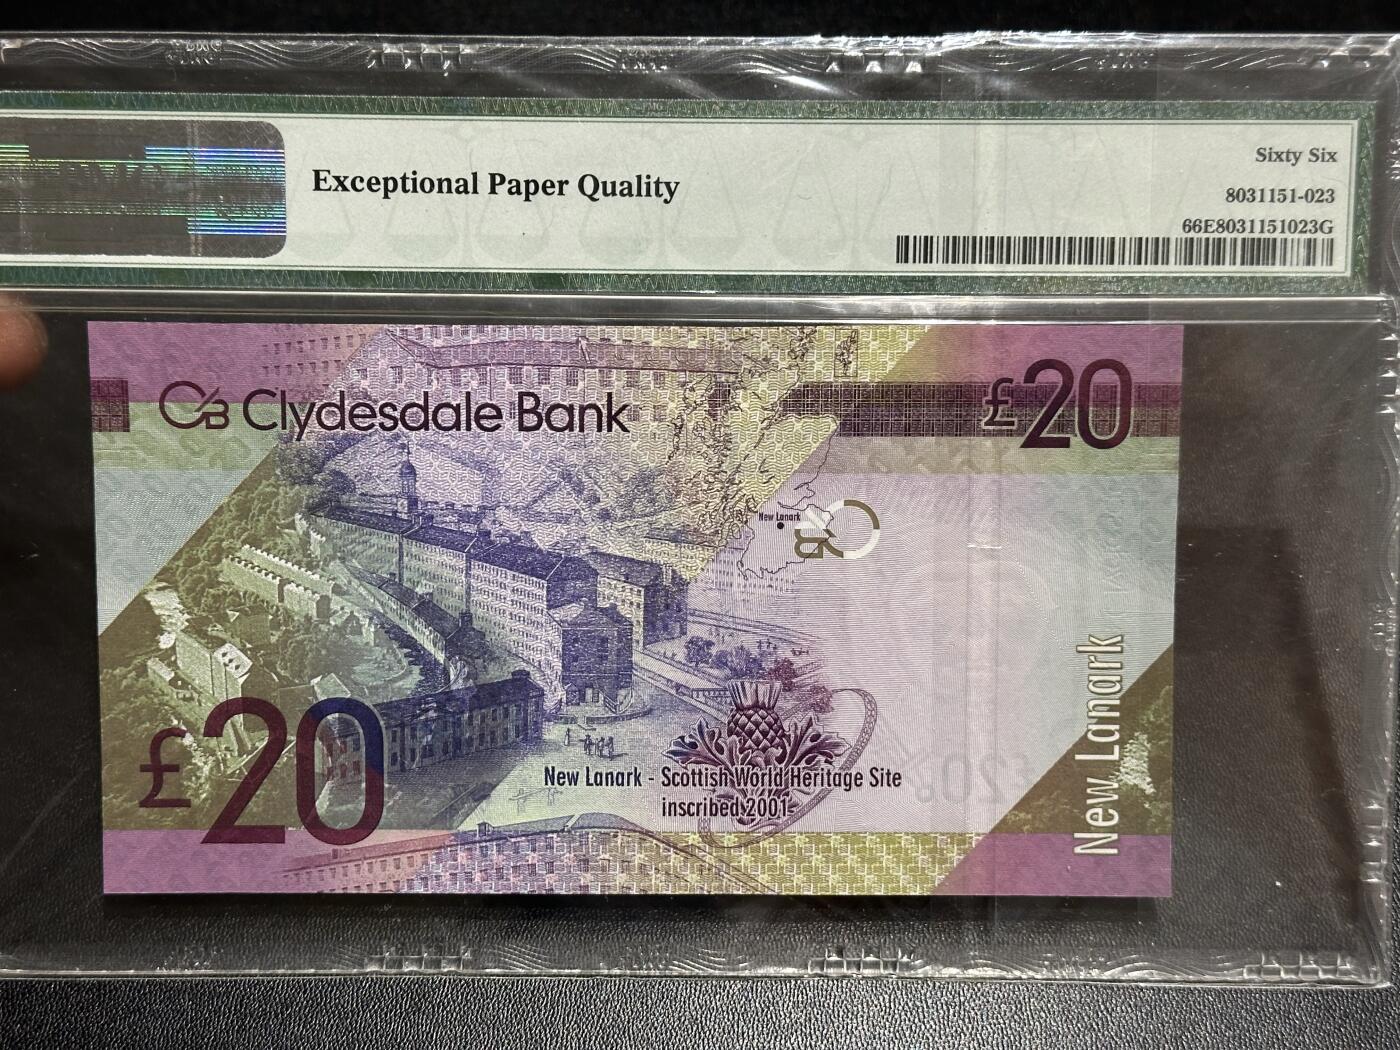 Exceptional Paper Quality
Sixty Six
8031151-023
66E8031151023G
CB Clydesdale Bank
£20
New Lanark
£20
New Lanark - Scottish World Heritage Site
inscribed 2001
New Lanark